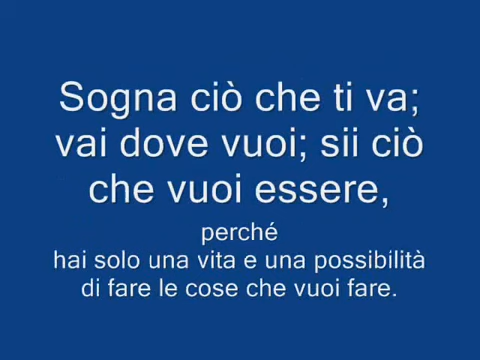 Sogna ciò che ti va;
vai dove vuoi; sii ciò
che vuoi essere,
perché
hai solo una vita e una possibilità
di fare le cose che vuoi fare.